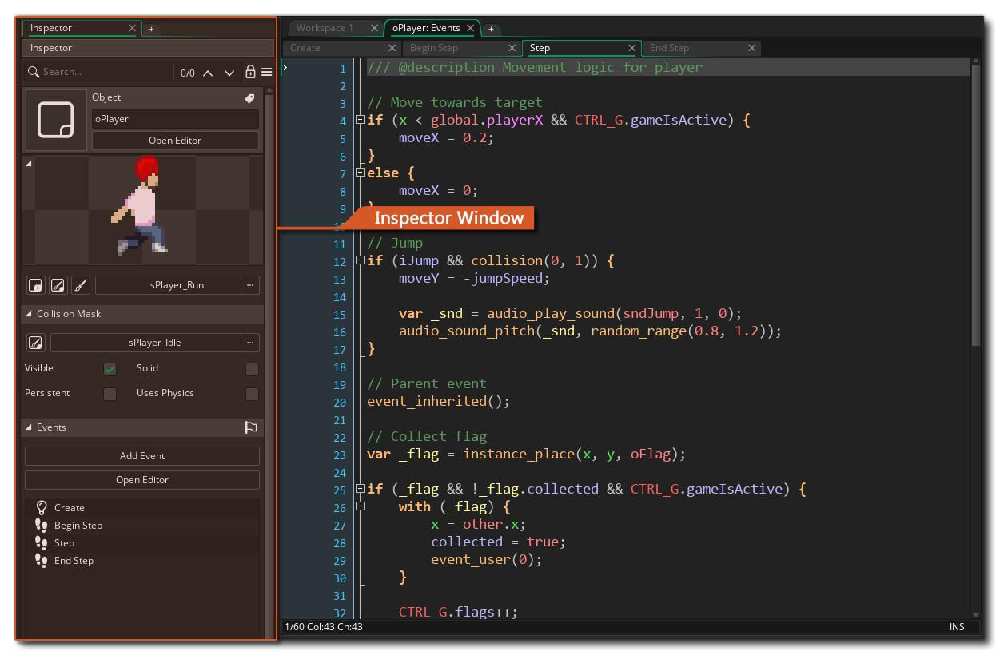 Inspector
Inspector
Search...
0/0
Object
oPlayer
Open Editor
sPlayer_Run
...
Collision Mask
sPlayer_Idle
...
Visible
Solid
Persistent
Uses Physics
Events
Add Event
Open Editor
Create
Begin Step
Step
End Step
Workspace 1
oPlayer: Events
Create
Begin Step
Step
End Step
1 /// @description Movement logic for player
2
3 // Move towards target
4 if (x < global.playerX && CTRL_G.gameIsActive) {
5 moveX = 0.2;
6 }
7 else {
8 moveX = 0;
9 }
Inspector Window
11 // Jump
12 if (iJump && collision(0, 1)) {
13 moveY = -jumpSpeed;
14
15 var _snd = audio_play_sound(sndJump, 1, 0);
16 audio_sound_pitch(_snd, random_range(0.8, 1.2));
17 }
18
19 // Parent event
20 event_inherited();
21
22 // Collect flag
23 var _flag = instance_place(x, y, oFlag);
24
25 if (_flag && !_flag.collected && CTRL_G.gameIsActive) {
26 with (_flag) {
27 x = other.x;
28 collected = true;
29 event_user(0);
30 }
31
32 CTRL_G.flags++;
1/60 Col:43 Ch:43
INS